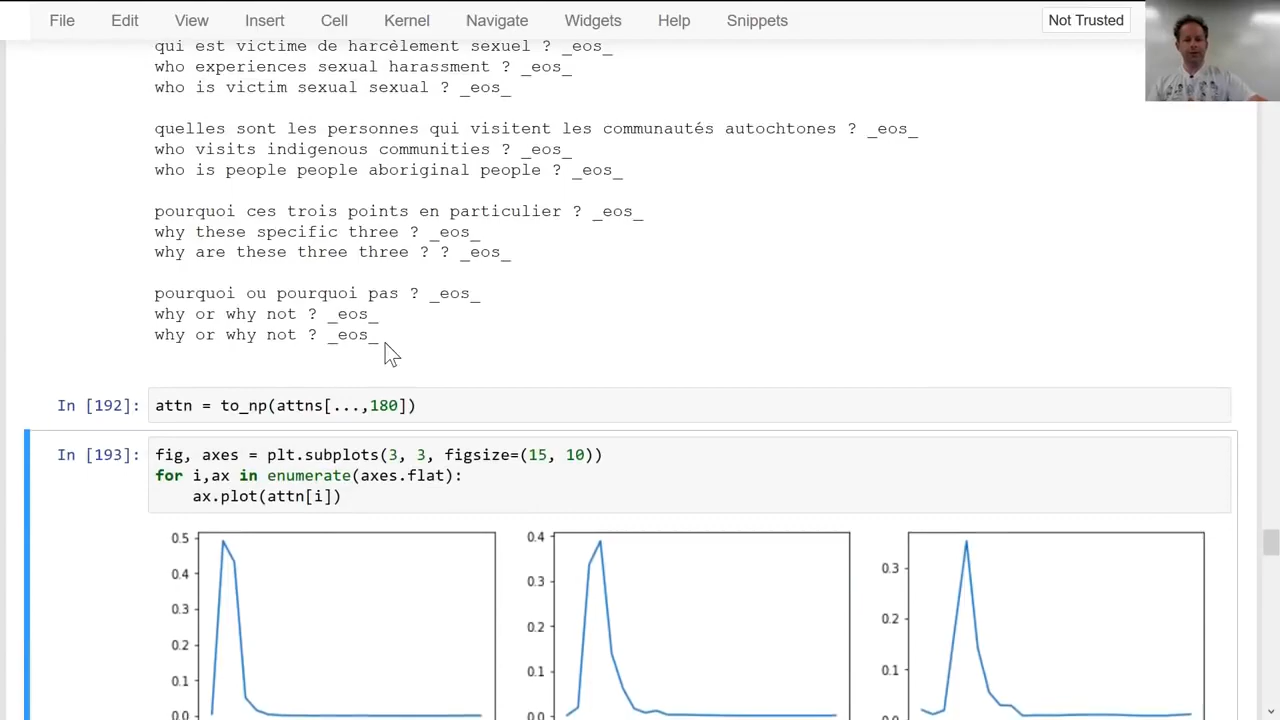 File Edit View Insert Cell Kernel Navigate Widgets Help Snippets Not Trusted
qui est victime de harcèlement sexuel ? _eos_
who experiences sexual harassment ? _eos_
who is victim sexual sexual ? _eos_
quelles sont les personnes qui visitent les communautés autochtones ? _eos_
who visits indigenous communities ? _eos_
who is people people aboriginal people ? _eos_
pourquoi ces trois points en particulier ? _eos_
why these specific three ? _eos_
why are these three three ? ? _eos_
pourquoi ou pourquoi pas ? _eos_
why or why not ? _eos_
why or why not ? _eos_
In [192]: attn = to_np(attns[...,180])
In [193]: fig, axes = plt.subplots(3, 3, figsize=(15, 10))
for i,ax in enumerate(axes.flat):
ax.plot(attn[i])
0.5
0.4
0.3
0.2
0.1
0.0
0.4
0.3
0.2
0.1
0.0
0.3
0.2
0.1
0.0